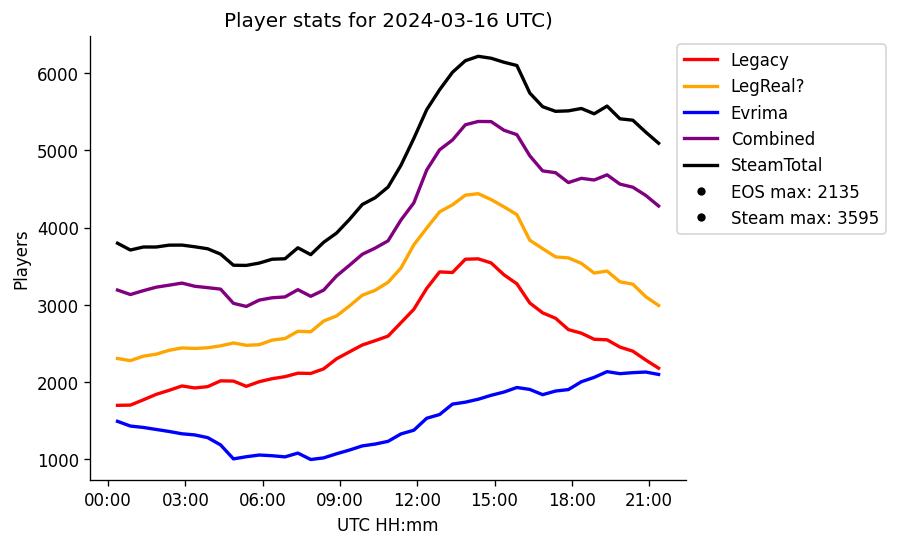 Player stats for 2024-03-16 UTC)
Legacy
LegReal?
Evrima
Combined
SteamTotal
EOS max: 2135
Steam max: 3595
Players
6000
5000
4000
3000
2000
1000
00:00 03:00 06:00 09:00 12:00 15:00 18:00 21:00
UTC HH:mm